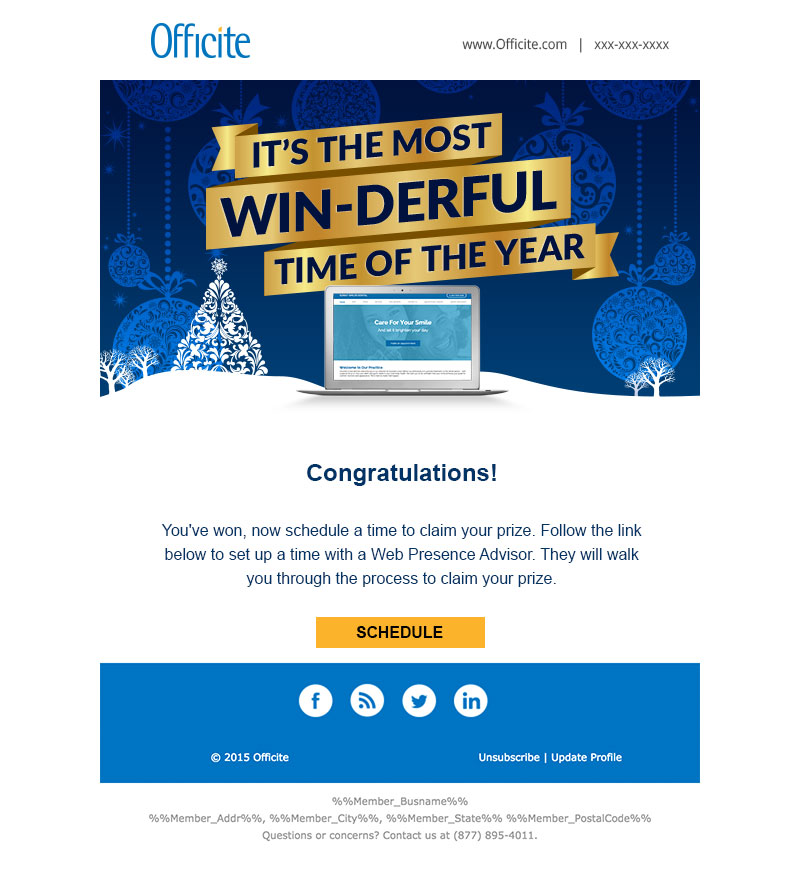 Officite
www.Officite.com | xxx-xxx-xxxx
IT'S THE MOST
WIN-DERFUL
TIME OF THE YEAR
Care For Your Smile
Welcome to Our Practice
Congratulations!
You've won, now schedule a time to claim your prize. Follow the link
below to set up a time with a Web Presence Advisor. They will walk
you through the process to claim your prize.
SCHEDULE
f
in
© 2015 Officite
Unsubscribe | Update Profile
%%Member_Busname%%
%%Member_Addr%%, %%Member_City%%, %%Member_State%% %%Member_PostalCode%%
Questions or concerns? Contact us at (877) 895-4011.